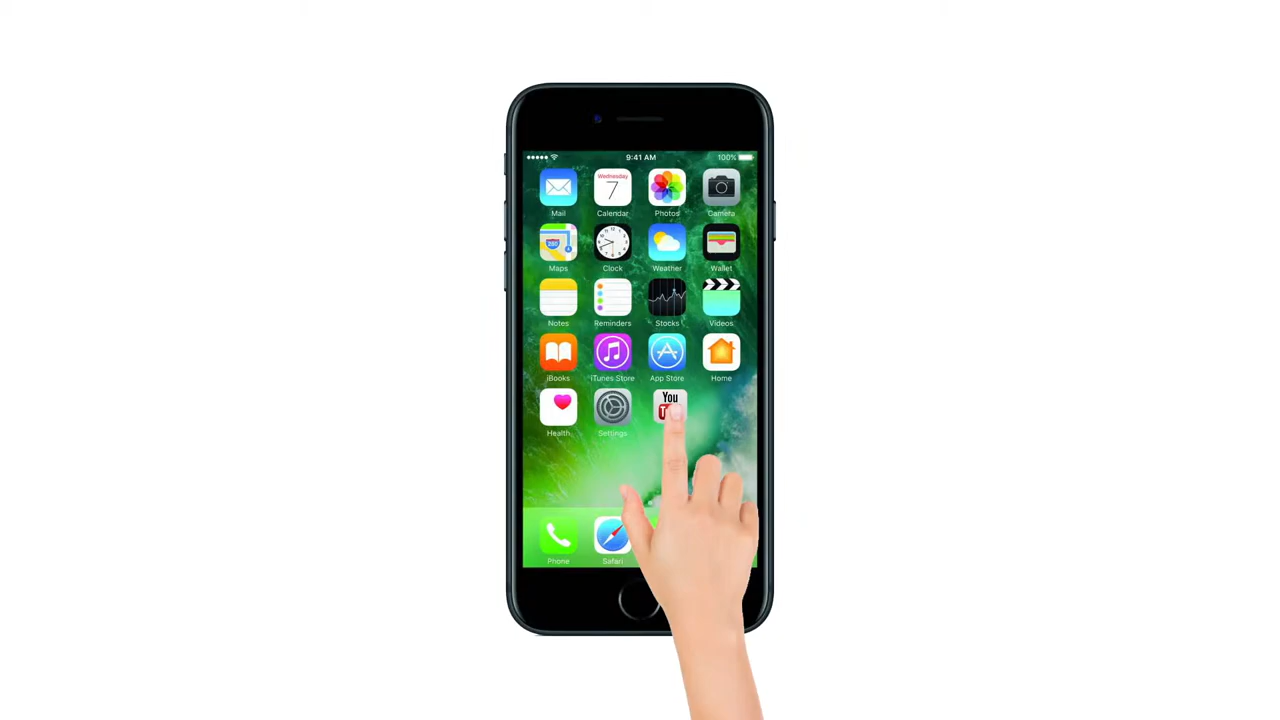 9:41 AM 100%
Wednesday
7
Mail Calendar Photos Camera
280
Maps Clock Weather Wallet
Notes Reminders Stocks Videos
iBooks iTunes Store App Store Home
You
Health Settings
Phone Safari